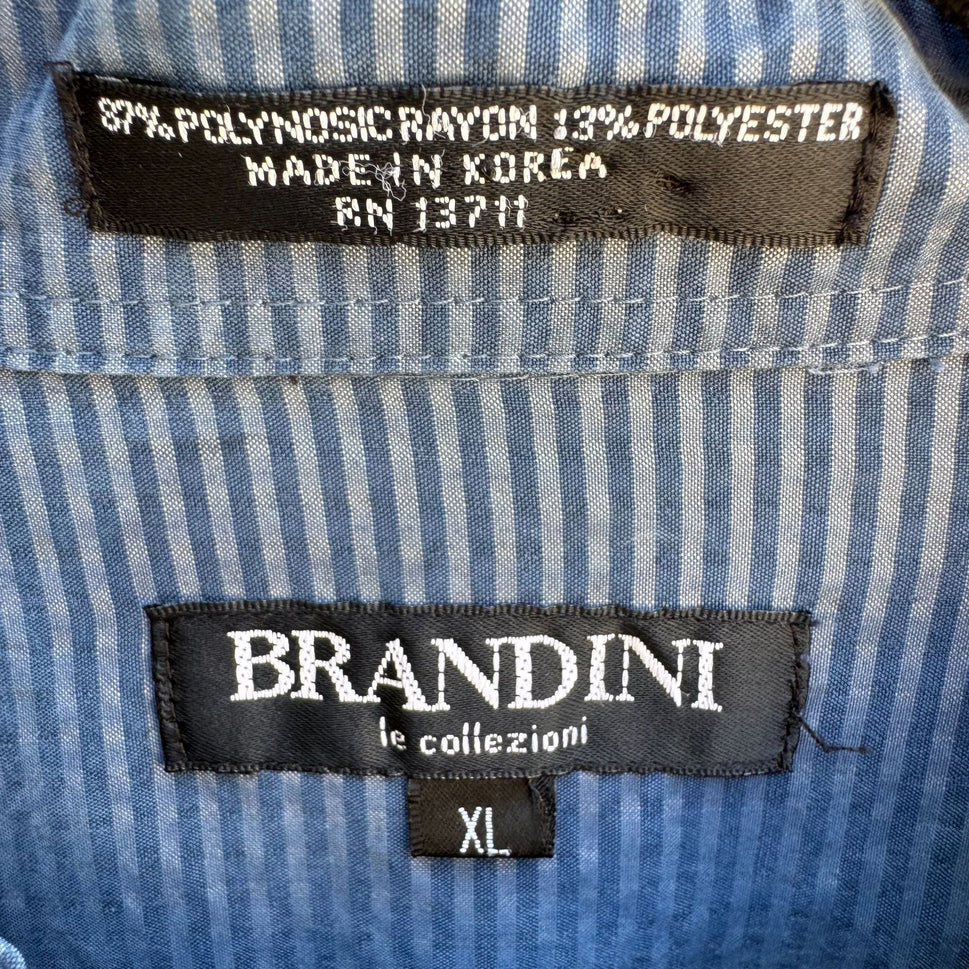 87% POLYNOSIC RAYON 13% POLYESTER
MADE IN KOREA
RN 13711
BRANDINI
le collezioni
XL